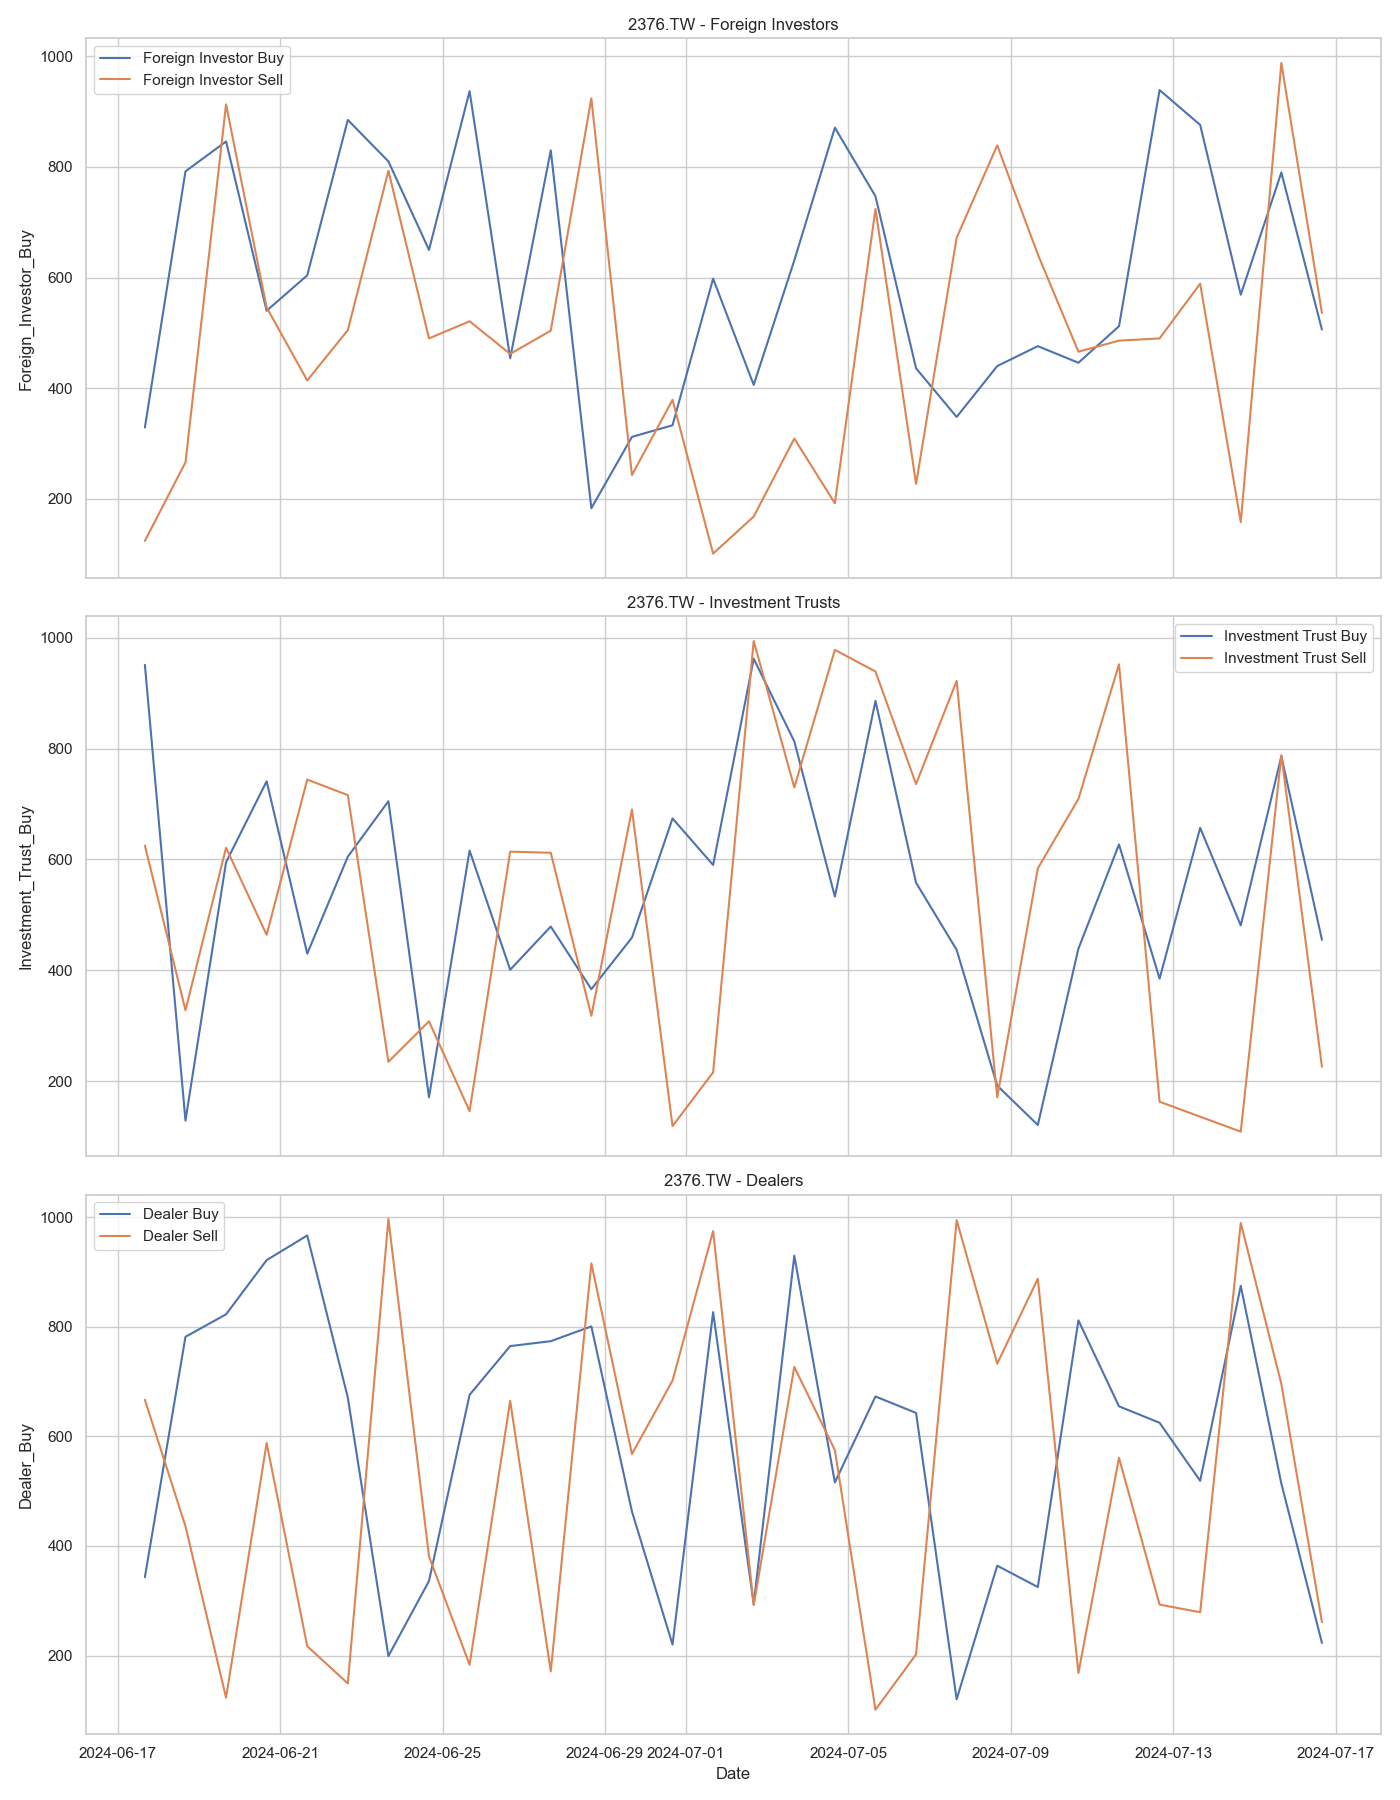 2376.TW - Foreign Investors
Foreign Investor Buy
Foreign Investor Sell
Foreign_Investor_Buy
1000
800
600
400
200
2376.TW - Investment Trusts
Investment Trust Buy
Investment Trust Sell
Investment_Trust_Buy
1000
800
600
400
200
2376.TW - Dealers
Dealer Buy
Dealer Sell
Dealer_Buy
1000
800
600
400
200
2024-06-17 2024-06-21 2024-06-25 2024-06-29 2024-07-01 2024-07-05 2024-07-09 2024-07-13 2024-07-17
Date